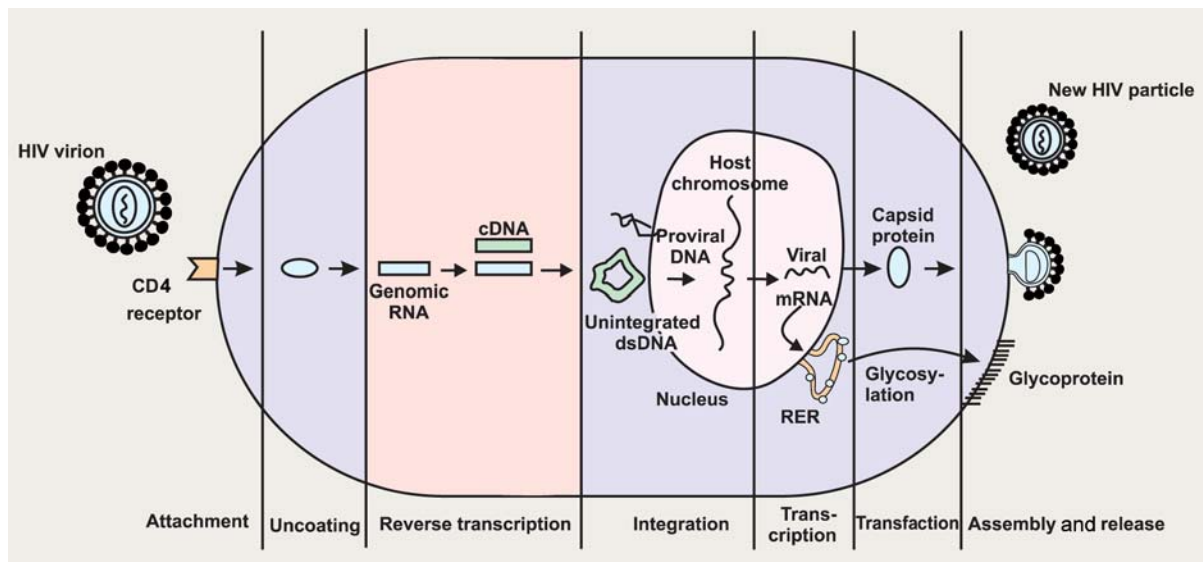 HIV virion
CD4
receptor
Genomic
RNA
cDNA
Unintegrated
dsDNA
Proviral
DNA
Host
chromosome
Nucleus
Viral
mRNA
RER
Capsid
protein
Glycosy-
lation
New HIV particle
Glycoprotein
Attachment
Uncoating
Reverse transcription
Integration
Trans-
cription
Transfaction
Assembly and release